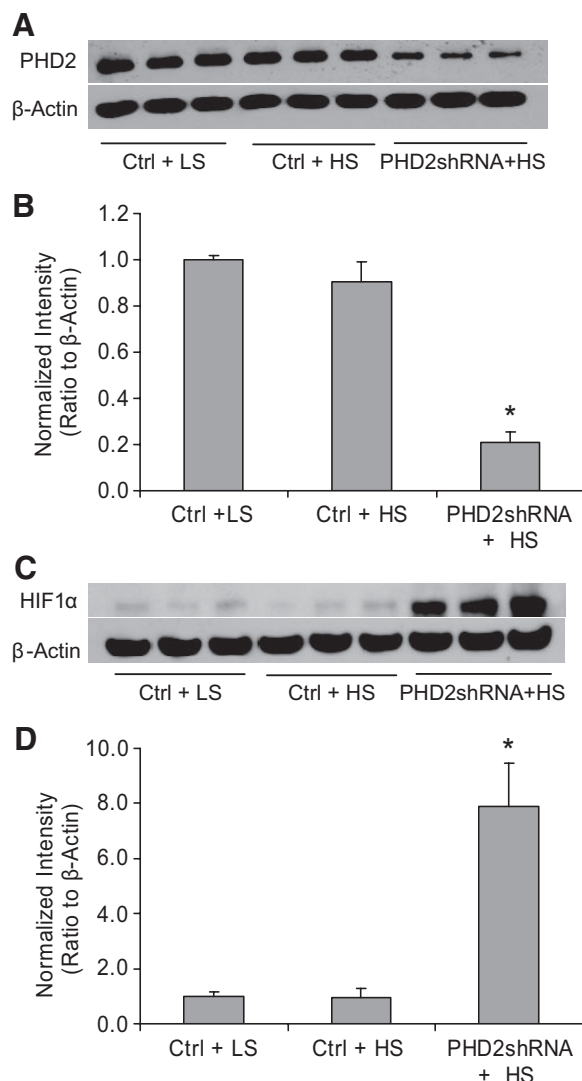 A
PHD2
β-Actin
Ctrl + LS
Ctrl + HS
PHD2shRNA+HS
B
Normalized Intensity
(Ratio to β-Actin)
1.2
1.0
0.8
0.6
0.4
0.2
0.0
*
Ctrl +LS
Ctrl + HS
PHD2shRNA
+ HS
C
HIF1α
β-Actin
Ctrl + LS
Ctrl + HS
PHD2shRNA+HS
D
Normalized Intensity
(Ratio to β-Actin)
10.0
8.0
6.0
4.0
2.0
0.0
*
Ctrl + LS
Ctrl + HS
PHD2shRNA
+ HS